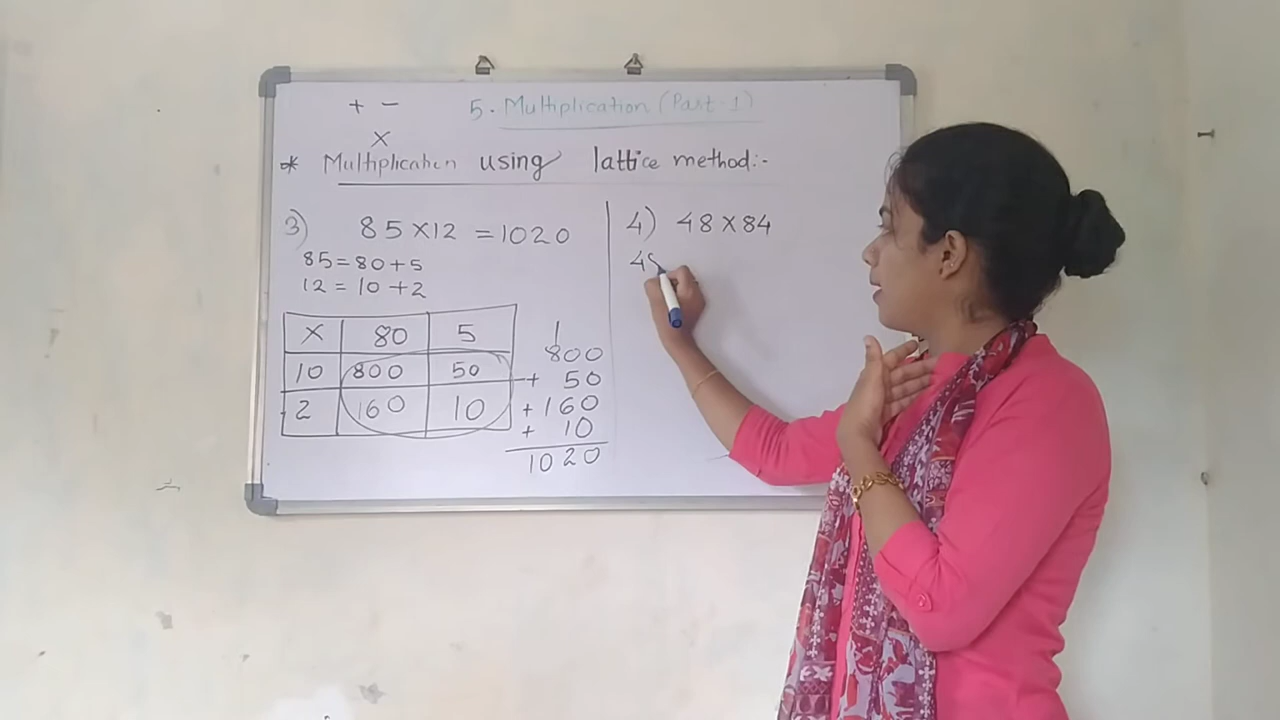 + -
×
5. Multiplication (Part-1)
* Multiplication using lattice method:-
3) 85×12 =1020
85=80+5
12 = 10+2
× 80 5
10 800 50
2 160 10
1
800
+ 50
+160
+ 10
1020
4) 48×84
4